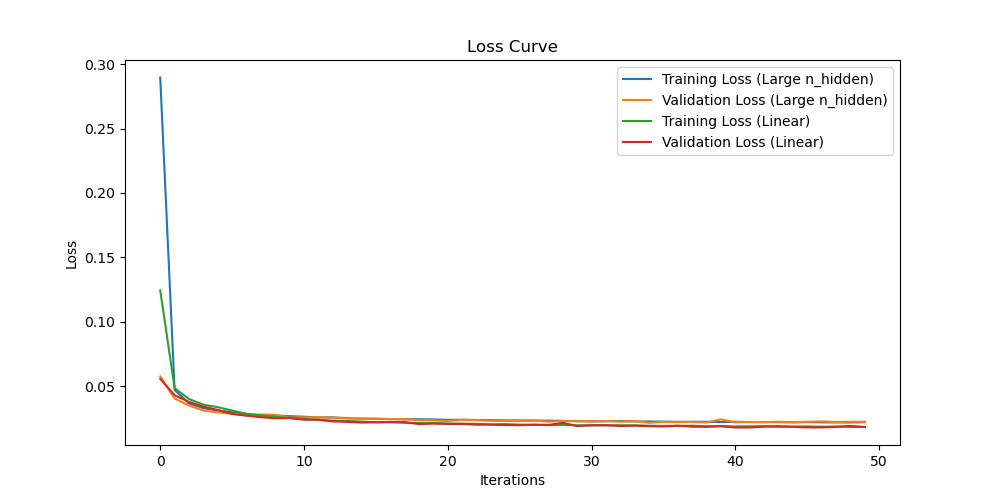 Loss Curve
0.30
0.25
0.20
0.15
0.10
0.05
Loss
Training Loss (Large n_hidden)
Validation Loss (Large n_hidden)
Training Loss (Linear)
Validation Loss (Linear)
0 10 20 30 40 50
Iterations